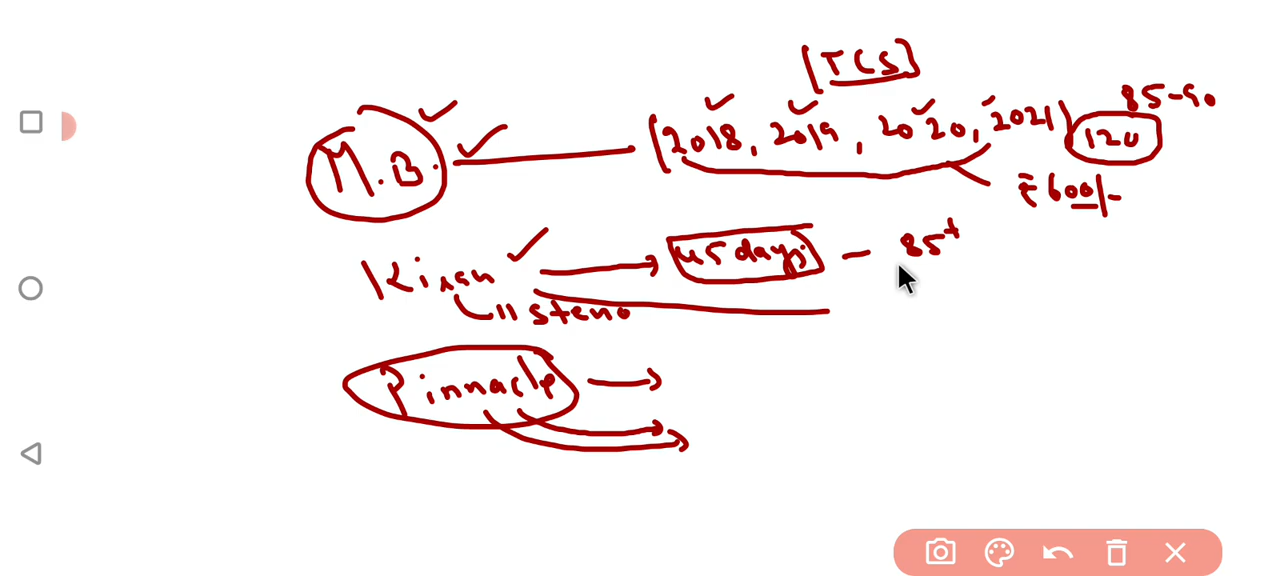 [TCS]
85-90
M.B. (2018, 2019, 2020, 2021) 120
₹600/-
Kiran 45 days - 85+
steno
Pinnacle